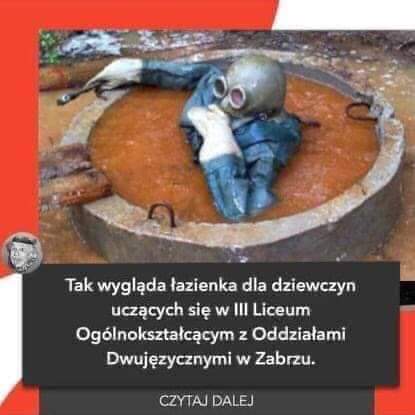 Tak wygląda łazienka dla dziewczyn
uczących się w III Liceum
Ogólnokształcącym z Oddziałami
Dwujęzycznymi w Zabrzu.
CZYTAJ DALEJ